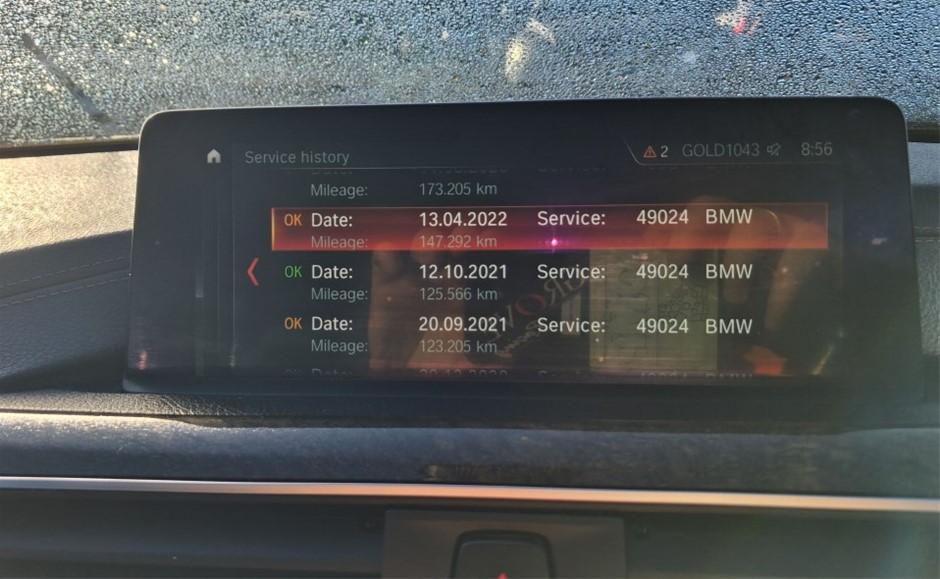 Service history
2 GOLD1043 8:56
Mileage: 173.205 km
OK Date: 13.04.2022 Service: 49024 BMW
Mileage: 147.292 km
OK Date: 12.10.2021 Service: 49024 BMW
Mileage: 125.566 km
OK Date: 20.09.2021 Service: 49024 BMW
Mileage: 123.205 km